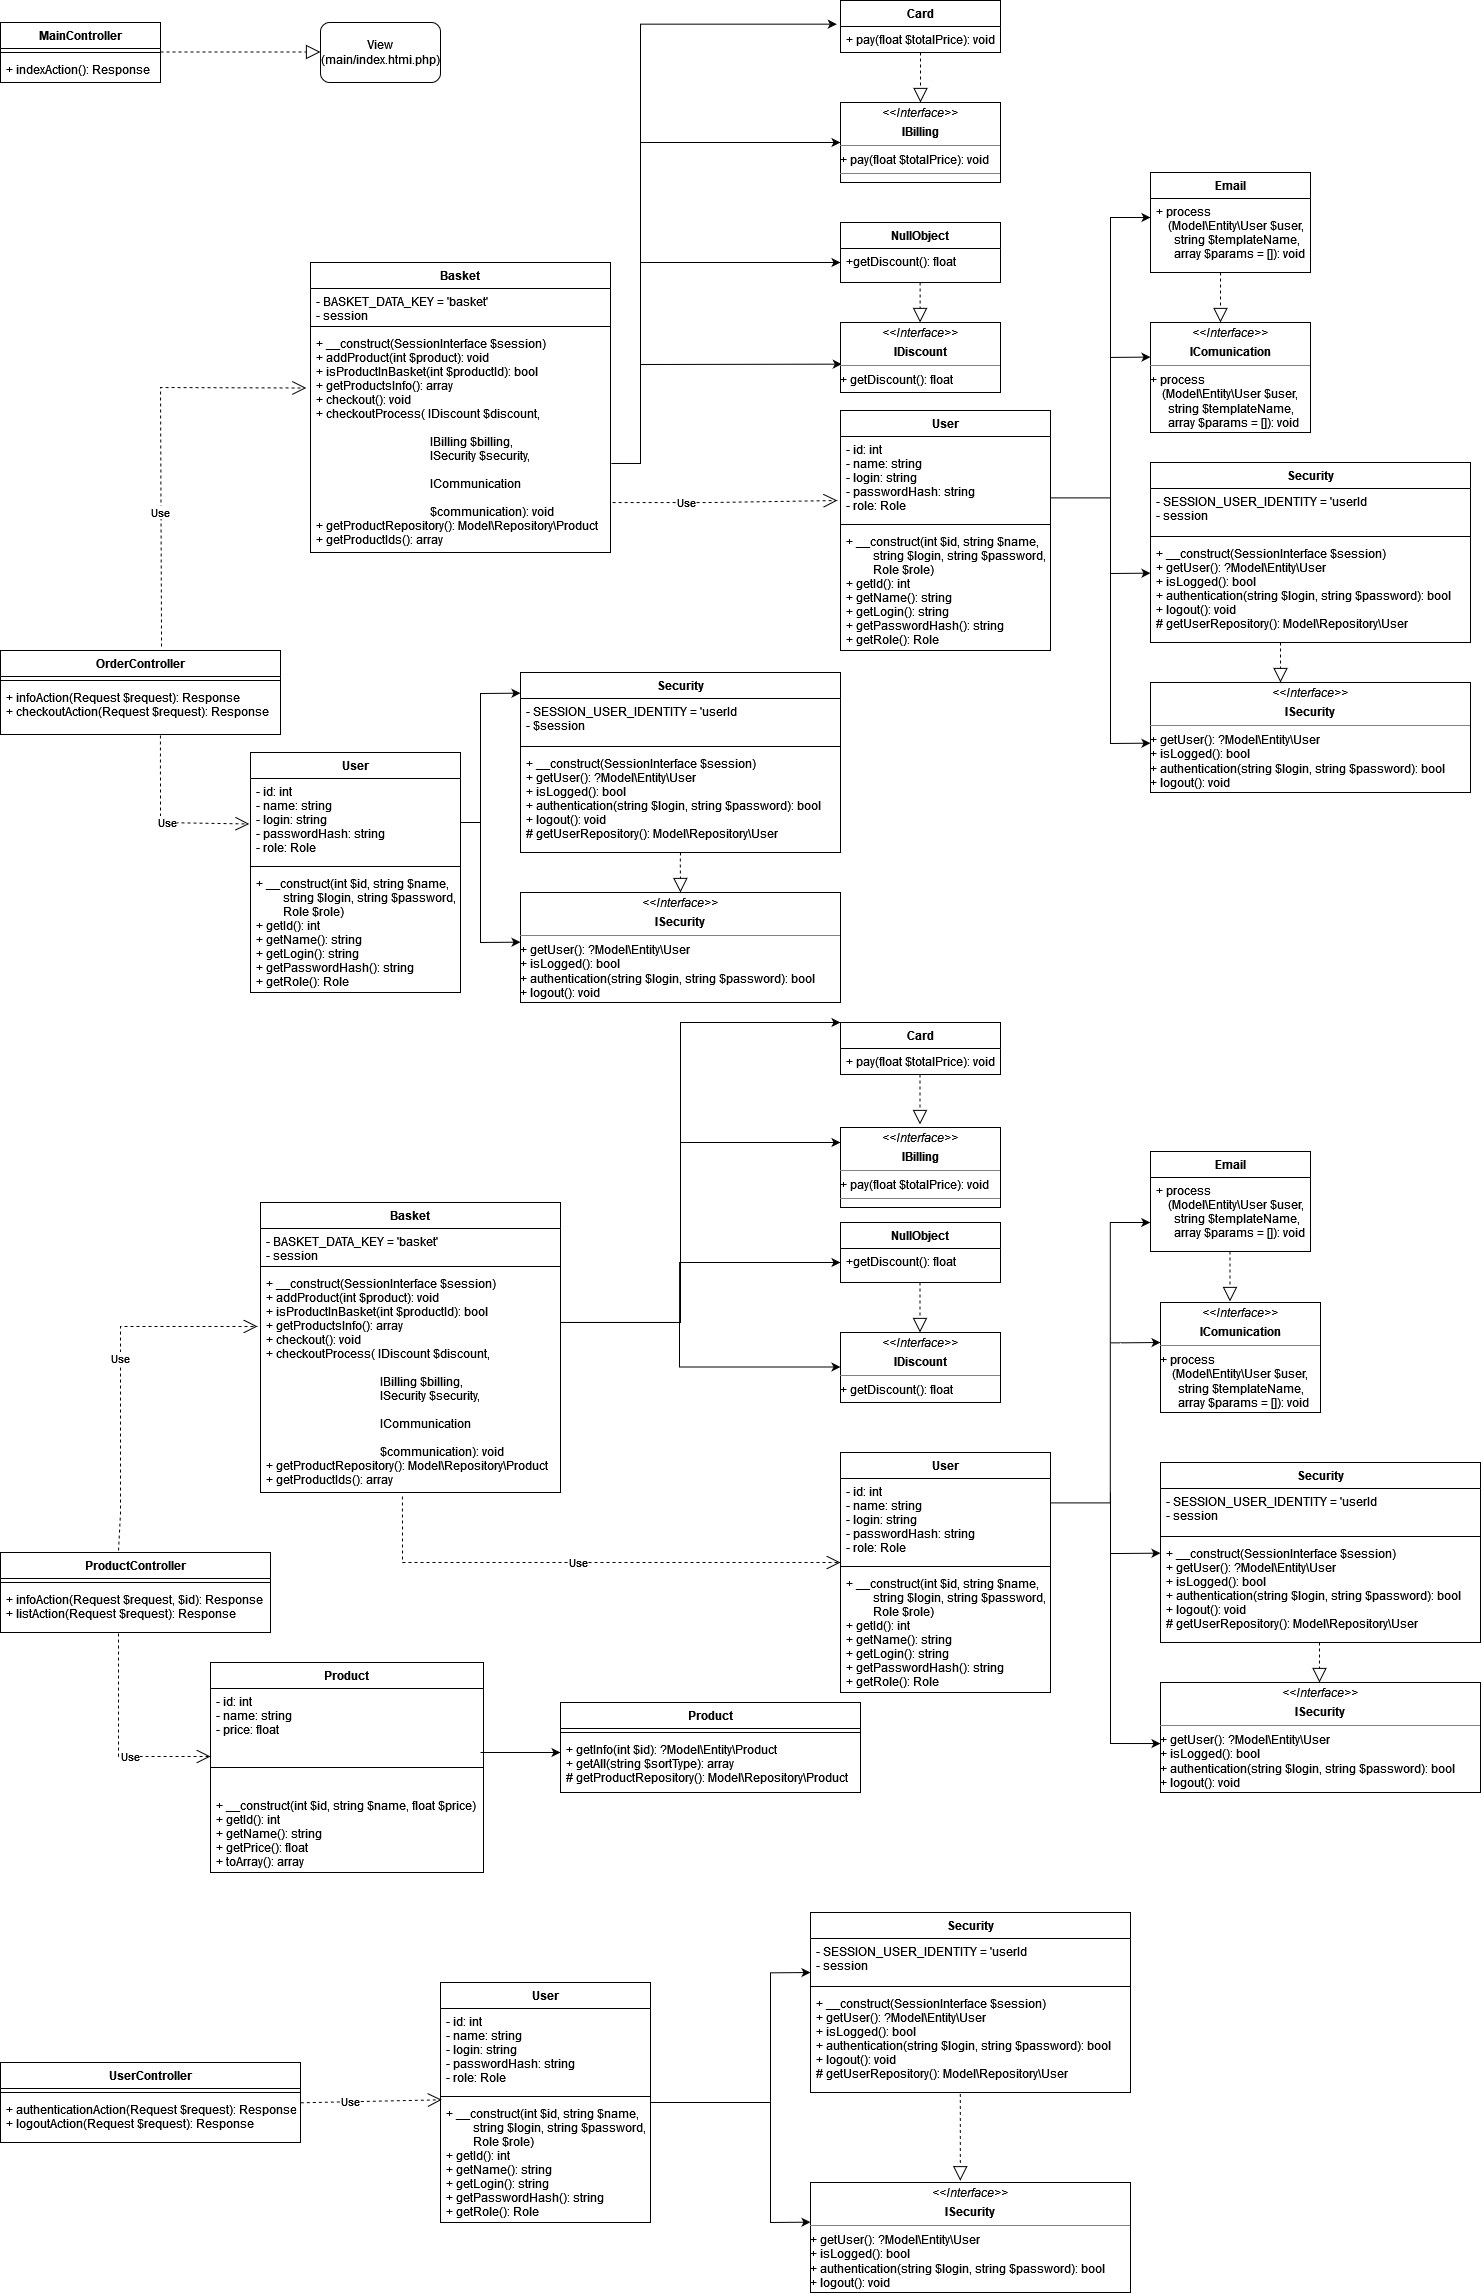 MainController
+ indexAction(): Response
View
(main/index.html.php)
Card
+ pay(float $totalPrice): void
<<Interface>>
IBilling
+ pay(float $totalPrice): void
NullObject
+getDiscount(): float
<<Interface>>
IDiscount
+ getDiscount(): float
Email
+ process
(Model\Entity\User $user,
string $templateName,
array $params = []): void
<<Interface>>
IComunication
+ process
(Model\Entity\User $user,
string $templateName,
array $params = []): void
Basket
- BASKET_DATA_KEY = 'basket'
- session
+ __construct(SessionInterface $session)
+ addProduct(int $product): void
+ isProductInBasket(int $productId): bool
+ getProductsInfo(): array
+ checkout(): void
+ checkoutProcess( IDiscount $discount,
IBilling $billing,
ISecurity $security,
ICommunication
$communication): void
+ getProductRepository(): Model\Repository\Product
+ getProductIds(): array
Use
Use
User
- id: int
- name: string
- login: string
- passwordHash: string
- role: Role
+ __construct(int $id, string $name,
string $login, string $password,
Role $role)
+ getId(): int
+ getName(): string
+ getLogin(): string
+ getPasswordHash(): string
+ getRole(): Role
Security
- SESSION_USER_IDENTITY = 'userId
- session
+ __construct(SessionInterface $session)
+ getUser(): ?Model\Entity\User
+ isLogged(): bool
+ authentication(string $login, string $password): bool
+ logout(): void
# getUserRepository(): Model\Repository\User
<<Interface>>
ISecurity
+ getUser(): ?Model\Entity\User
+ isLogged(): bool
+ authentication(string $login, string $password): bool
+ logout(): void
OrderController
+ infoAction(Request $request): Response
+ checkoutAction(Request $request): Response
Use
User
- id: int
- name: string
- login: string
- passwordHash: string
- role: Role
+ __construct(int $id, string $name,
string $login, string $password,
Role $role)
+ getId(): int
+ getName(): string
+ getLogin(): string
+ getPasswordHash(): string
+ getRole(): Role
Security
- SESSION_USER_IDENTITY = 'userId
- $session
+ __construct(SessionInterface $session)
+ getUser(): ?Model\Entity\User
+ isLogged(): bool
+ authentication(string $login, string $password): bool
+ logout(): void
# getUserRepository(): Model\Repository\User
<<Interface>>
ISecurity
+ getUser(): ?Model\Entity\User
+ isLogged(): bool
+ authentication(string $login, string $password): bool
+ logout(): void
Card
+ pay(float $totalPrice): void
<<Interface>>
IBilling
+ pay(float $totalPrice): void
NullObject
+getDiscount(): float
<<Interface>>
IDiscount
+ getDiscount(): float
Email
+ process
(Model\Entity\User $user,
string $templateName,
array $params = []): void
<<Interface>>
IComunication
+ process
(Model\Entity\User $user,
string $templateName,
array $params = []): void
Basket
- BASKET_DATA_KEY = 'basket'
- session
+ __construct(SessionInterface $session)
+ addProduct(int $product): void
+ isProductInBasket(int $productId): bool
+ getProductsInfo(): array
+ checkout(): void
+ checkoutProcess( IDiscount $discount,
IBilling $billing,
ISecurity $security,
ICommunication
$communication): void
+ getProductRepository(): Model\Repository\Product
+ getProductIds(): array
Use
Use
User
- id: int
- name: string
- login: string
- passwordHash: string
- role: Role
+ __construct(int $id, string $name,
string $login, string $password,
Role $role)
+ getId(): int
+ getName(): string
+ getLogin(): string
+ getPasswordHash(): string
+ getRole(): Role
Security
- SESSION_USER_IDENTITY = 'userId
- session
+ __construct(SessionInterface $session)
+ getUser(): ?Model\Entity\User
+ isLogged(): bool
+ authentication(string $login, string $password): bool
+ logout(): void
# getUserRepository(): Model\Repository\User
<<Interface>>
ISecurity
+ getUser(): ?Model\Entity\User
+ isLogged(): bool
+ authentication(string $login, string $password): bool
+ logout(): void
ProductController
+ infoAction(Request $request, $id): Response
+ listAction(Request $request): Response
Use
Product
- id: int
- name: string
- price: float
+ __construct(int $id, string $name, float $price)
+ getId(): int
+ getName(): string
+ getPrice(): float
+ toArray(): array
Product
+ getInfo(int $id): ?Model\Entity\Product
+ getAll(string $sortType): array
# getProductRepository(): Model\Repository\Product
UserController
+ authenticationAction(Request $request): Response
+ logoutAction(Request $request): Response
Use
User
- id: int
- name: string
- login: string
- passwordHash: string
- role: Role
+ __construct(int $id, string $name,
string $login, string $password,
Role $role)
+ getId(): int
+ getName(): string
+ getLogin(): string
+ getPasswordHash(): string
+ getRole(): Role
Security
- SESSION_USER_IDENTITY = 'userId
- session
+ __construct(SessionInterface $session)
+ getUser(): ?Model\Entity\User
+ isLogged(): bool
+ authentication(string $login, string $password): bool
+ logout(): void
# getUserRepository(): Model\Repository\User
<<Interface>>
ISecurity
+ getUser(): ?Model\Entity\User
+ isLogged(): bool
+ authentication(string $login, string $password): bool
+ logout(): void